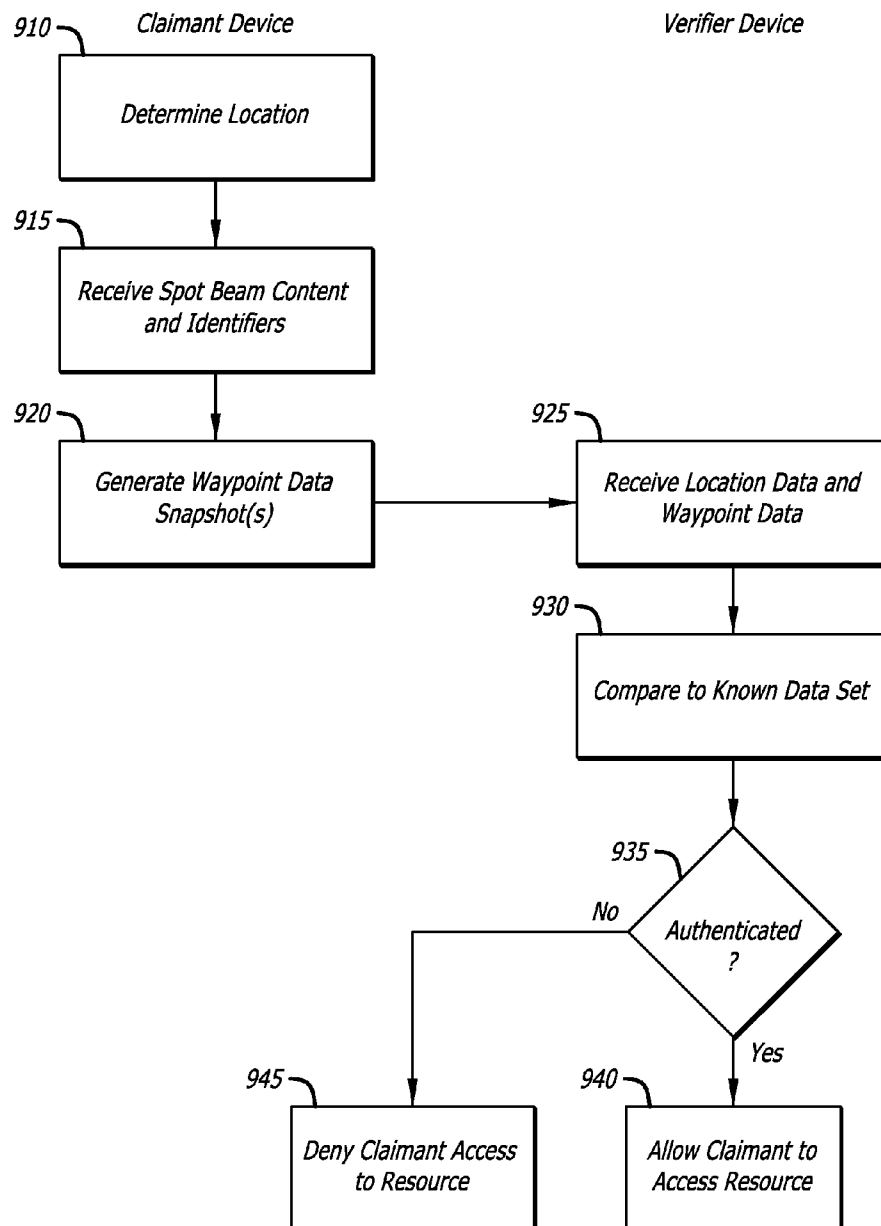 Claimant Device
Verifier Device
910
Determine Location
915
Receive Spot Beam Content
and Identifiers
920
Generate Waypoint Data
Snapshot(s)
925
Receive Location Data and
Waypoint Data
930
Compare to Known Data Set
935
Authenticated
?
No
Yes
945
Deny Claimant Access
to Resource
940
Allow Claimant to
Access Resource